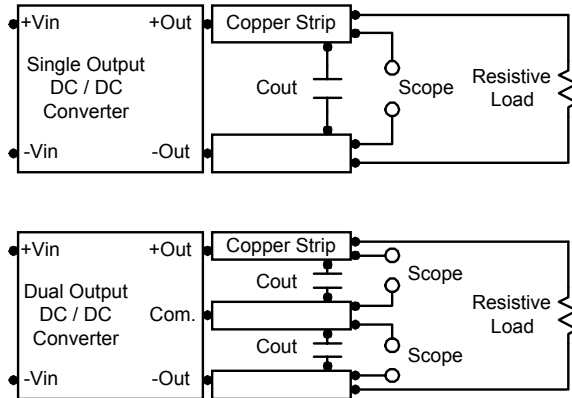 +Vin
+Out
Copper Strip
Single Output
DC / DC
Converter
Cout
Scope
Resistive
Load
-Vin
-Out
+Vin
+Out
Copper Strip
Cout
Scope
Dual Output
DC / DC
Converter
Com.
Resistive
Load
Cout
Scope
-Vin
-Out